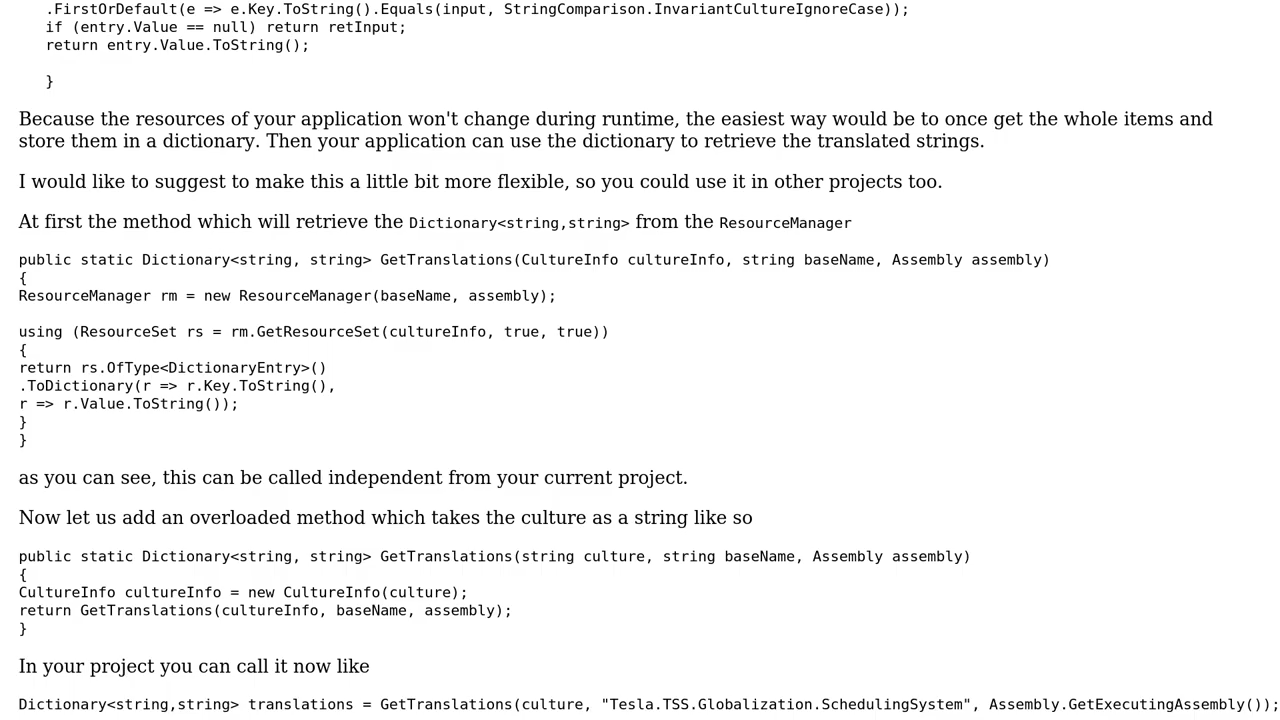 .FirstOrDefault(e => e.Key.ToString().Equals(input, StringComparison.InvariantCultureIgnoreCase));
if (entry.Value == null) return retInput;
return entry.Value.ToString();
}
Because the resources of your application won't change during runtime, the easiest way would be to once get the whole items and
store them in a dictionary. Then your application can use the dictionary to retrieve the translated strings.
I would like to suggest to make this a little bit more flexible, so you could use it in other projects too.
At first the method which will retrieve the Dictionary<string,string> from the ResourceManager
public static Dictionary<string, string> GetTranslations(CultureInfo cultureInfo, string baseName, Assembly assembly)
{
ResourceManager rm = new ResourceManager(baseName, assembly);
using (ResourceSet rs = rm.GetResourceSet(cultureInfo, true, true))
{
return rs.OfType<DictionaryEntry>()
.ToDictionary(r => r.Key.ToString(),
r => r.Value.ToString());
}
}
as you can see, this can be called independent from your current project.
Now let us add an overloaded method which takes the culture as a string like so
public static Dictionary<string, string> GetTranslations(string culture, string baseName, Assembly assembly)
{
CultureInfo cultureInfo = new CultureInfo(culture);
return GetTranslations(cultureInfo, baseName, assembly);
}
In your project you can call it now like
Dictionary<string,string> translations = GetTranslations(culture, "Tesla.TSS.Globalization.SchedulingSystem", Assembly.GetExecutingAssembly());